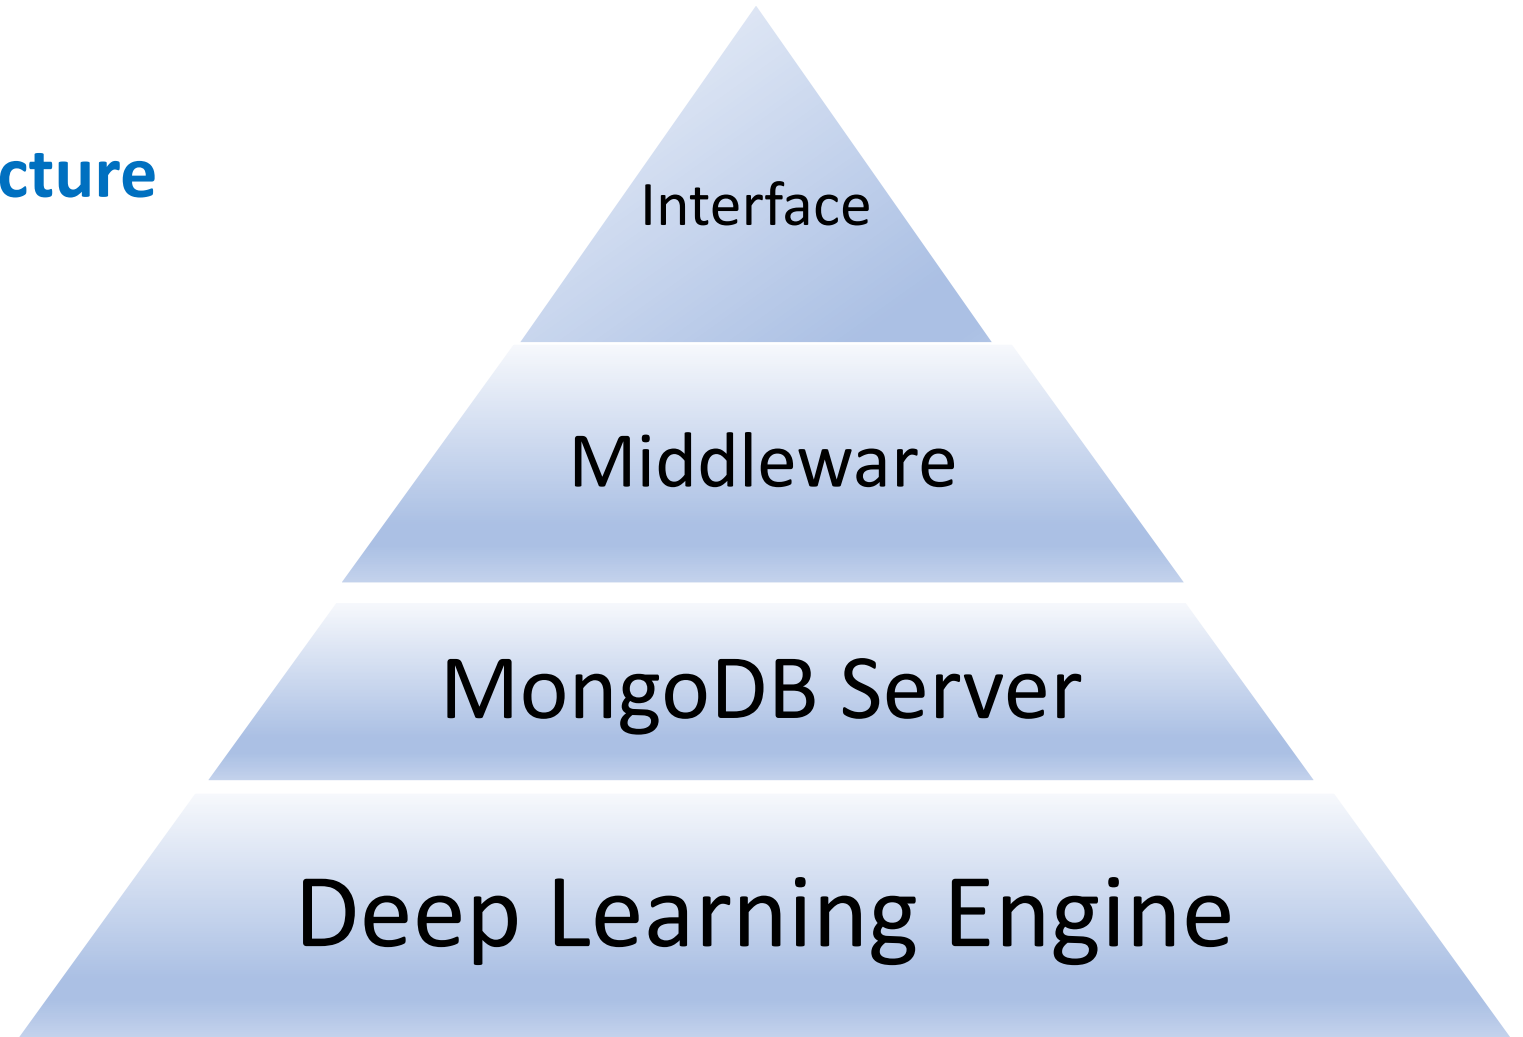 cture
Interface
Middleware
MongoDB Server
Deep Learning Engine